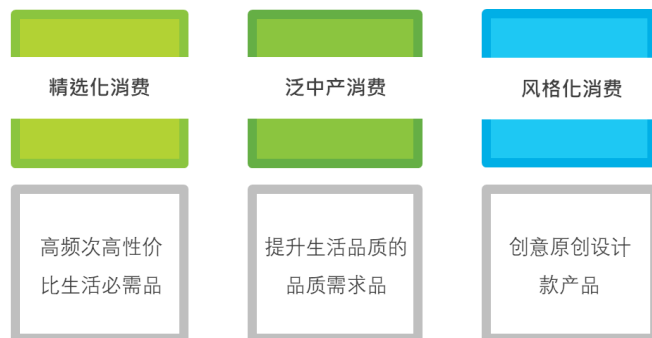 精选化消费
泛中产消费
风格化消费
高频次高性价
比生活必需品
提升生活品质的
品质需求品
创意原创设计
款产品